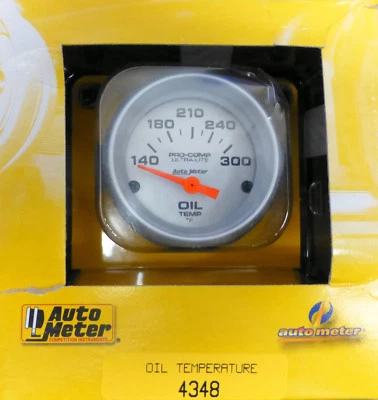 210
180 240
140 300
PRO-COMP
ULTRA-LITE
Auto Meter
OIL
TEMP
°F
Auto
Meter
COMPETITION INSTRUMENTS
auto meter
OIL TEMPERATURE
4348